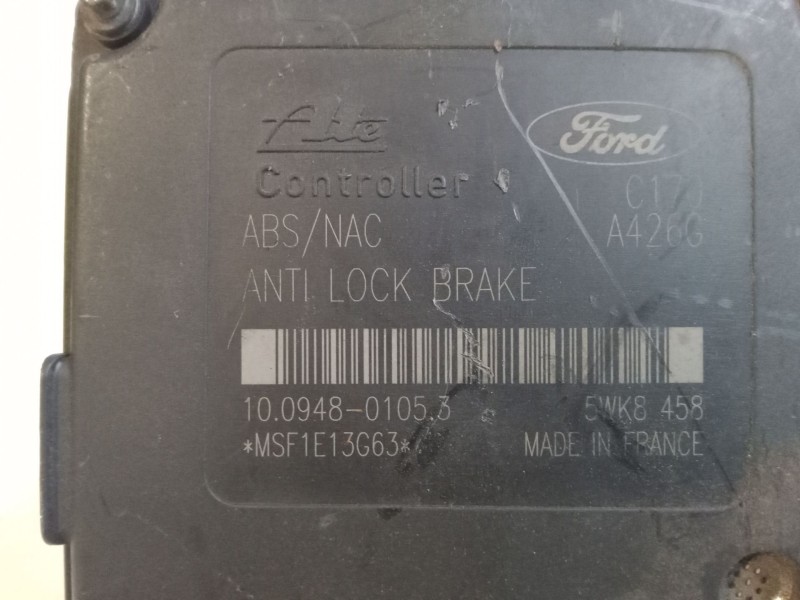 Ate
Ford
Controller
C170
ABS/NAC
A426G
ANTI LOCK BRAKE
10.0948-0105.3
5WK8 458
*MSF1E13G63*
MADE IN FRANCE